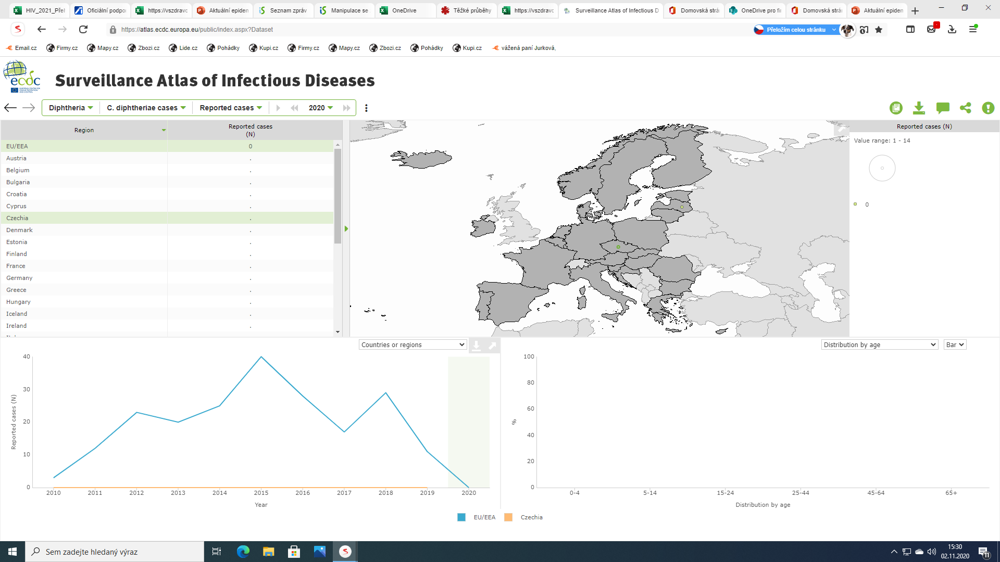 HIV_2021_Pře
Oficiální podpo
https://vszdravo
Aktuální epiden
Seznam zpráv
Manipulace se
OneDrive
Těžké průběhy
https://vszdravo
Surveillance Atlas of Infectious D
Domovská strá
OneDrive pro fir
Domovská strá
Aktuální epiden
https://atlas.ecdc.europa.eu/public/index.aspx?Dataset
Přeložím celou stránku
Email.cz
Firmy.cz
Mapy.cz
Zbozi.cz
Lide.cz
Pohádky
Kupi.cz
Firmy.cz
Mapy.cz
Zbozi.cz
Pohádky
Kupi.cz
vážená paní Jurková,
ecdc
Surveillance Atlas of Infectious Diseases
Diphtheria
C. diphtheriae cases
Reported cases
2020
Region
Reported cases
(N)
EU/EEA 0
Austria .
Belgium .
Bulgaria .
Croatia .
Cyprus .
Czechia .
Denmark .
Estonia .
Finland .
France .
Germany .
Greece .
Hungary .
Iceland .
Ireland .
Reported cases (N)
Value range: 1 - 14
0
Countries or regions
40
30
20
10
0
Reported cases (N)
2010 2011 2012 2013 2014 2015 2016 2017 2018 2019 2020
Year
Distribution by age
Bar
100
80
60
40
20
0
%
0-4 5-14 15-24 25-44 45-64 65+
Distribution by age
EU/EEA
Czechia
Sem zadejte hledaný výraz
15:30
02.11.2020
11